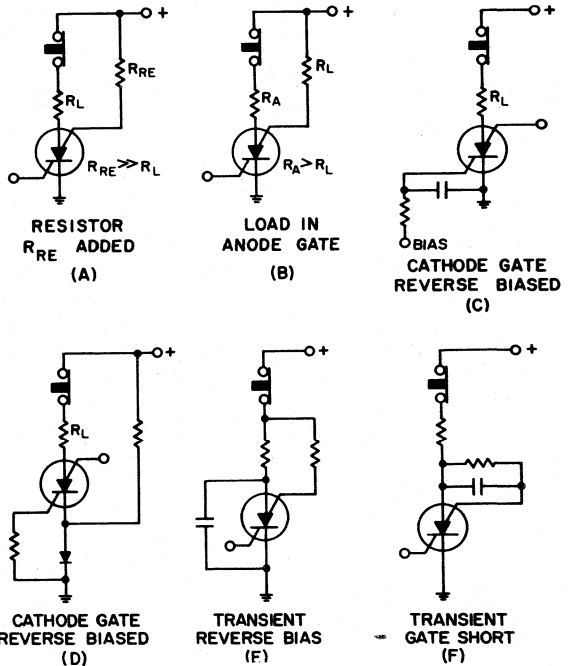 +
R_L
R_RE
R_RE >> R_L
RESISTOR
R_RE ADDED
(A)
+
R_A
R_L
R_A > R_L
LOAD IN
ANODE GATE
(B)
+
R_L
BIAS
CATHODE GATE
REVERSE BIASED
(C)
+
R_L
CATHODE GATE
REVERSE BIASED
(D)
+
TRANSIENT
REVERSE BIAS
(E)
+
TRANSIENT
GATE SHORT
(F)